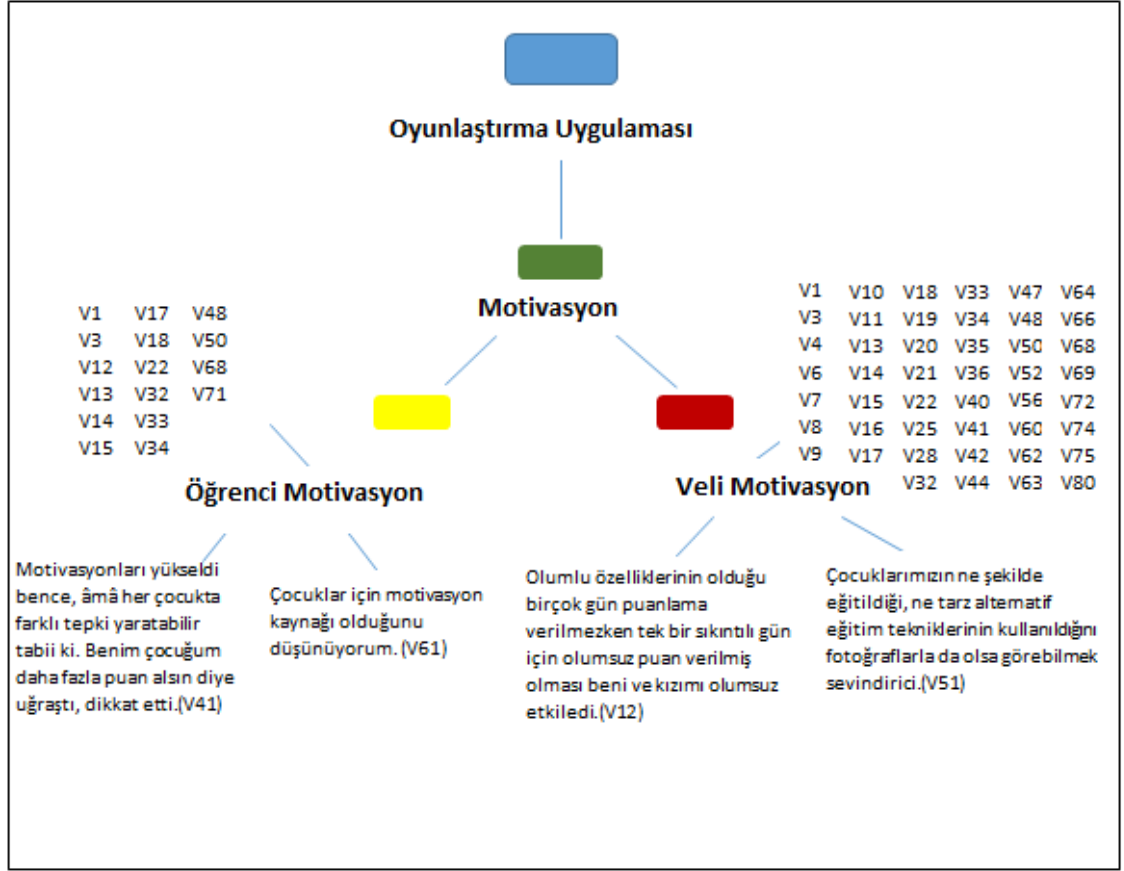 Oyunlaştırma Uygulaması
Motivasyon
V1 V17 V48
V3 V18 V50
V12 V22 V68
V13 V32 V71
V14 V33
V15 V34
V1 V10 V18 V33 V47 V64
V3 V11 V19 V34 V48 V66
V4 V13 V20 V35 V50 V68
V6 V14 V21 V36 V52 V69
V7 V15 V22 V40 V56 V72
V8 V16 V25 V41 V60 V74
V9 V17 V28 V42 V62 V75
V32 V44 V63 V80
Öğrenci Motivasyon
Veli Motivasyon
Motivasyonları yükseldi
bence, âmâ her çocukta
farklı tepki yaratabilir
tabii ki. Benim çocuğum
daha fazla puan alsın diye
uğraştı, dikkat etti.(V41)
Çocuklar için motivasyon
kaynağı olduğunu
düşünüyorum. (V61)
Olumlu özelliklerinin olduğu
birçok gün puanlama
verilmezken tek bir sıkıntılı gün
için olumsuz puan verilmiş
olması beni ve kızımı olumsuz
etkiledi.(V12)
Çocuklarımızın ne şekilde
eğitildiği, ne tarz alternatif
eğitim tekniklerinin kullanıldığını
fotoğraflarla da olsa görebilmek
sevindirici.(V51)